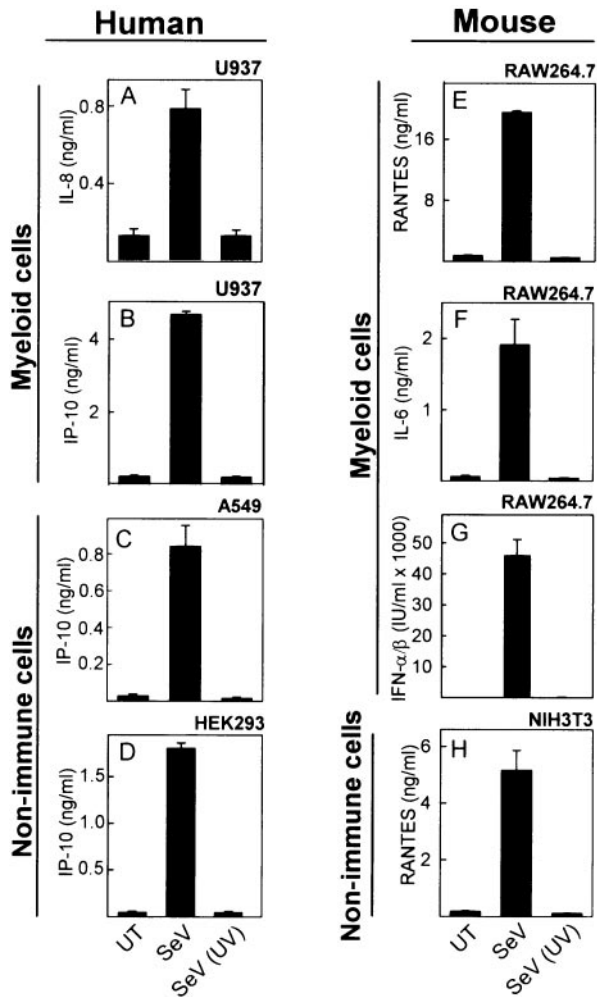 Human
Myeloid cells
U937
A
IL-8 (ng/ml)
0.8
0.4
U937
B
IP-10 (ng/ml)
4
2
Non-immune cells
A549
C
IP-10 (ng/ml)
0.8
0.6
0.4
0.2
HEK293
D
IP-10 (ng/ml)
1.5
1.0
0.5
UT
SeV
SeV (UV)
Mouse
Myeloid cells
RAW264.7
E
RANTES (ng/ml)
16
8
RAW264.7
F
IL-6 (ng/ml)
2
1
RAW264.7
G
IFN-α/β (IU/ml x 1000)
50
40
30
20
10
Non-immune cells
NIH3T3
H
RANTES (ng/ml)
6
4
2
UT
SeV
SeV (UV)